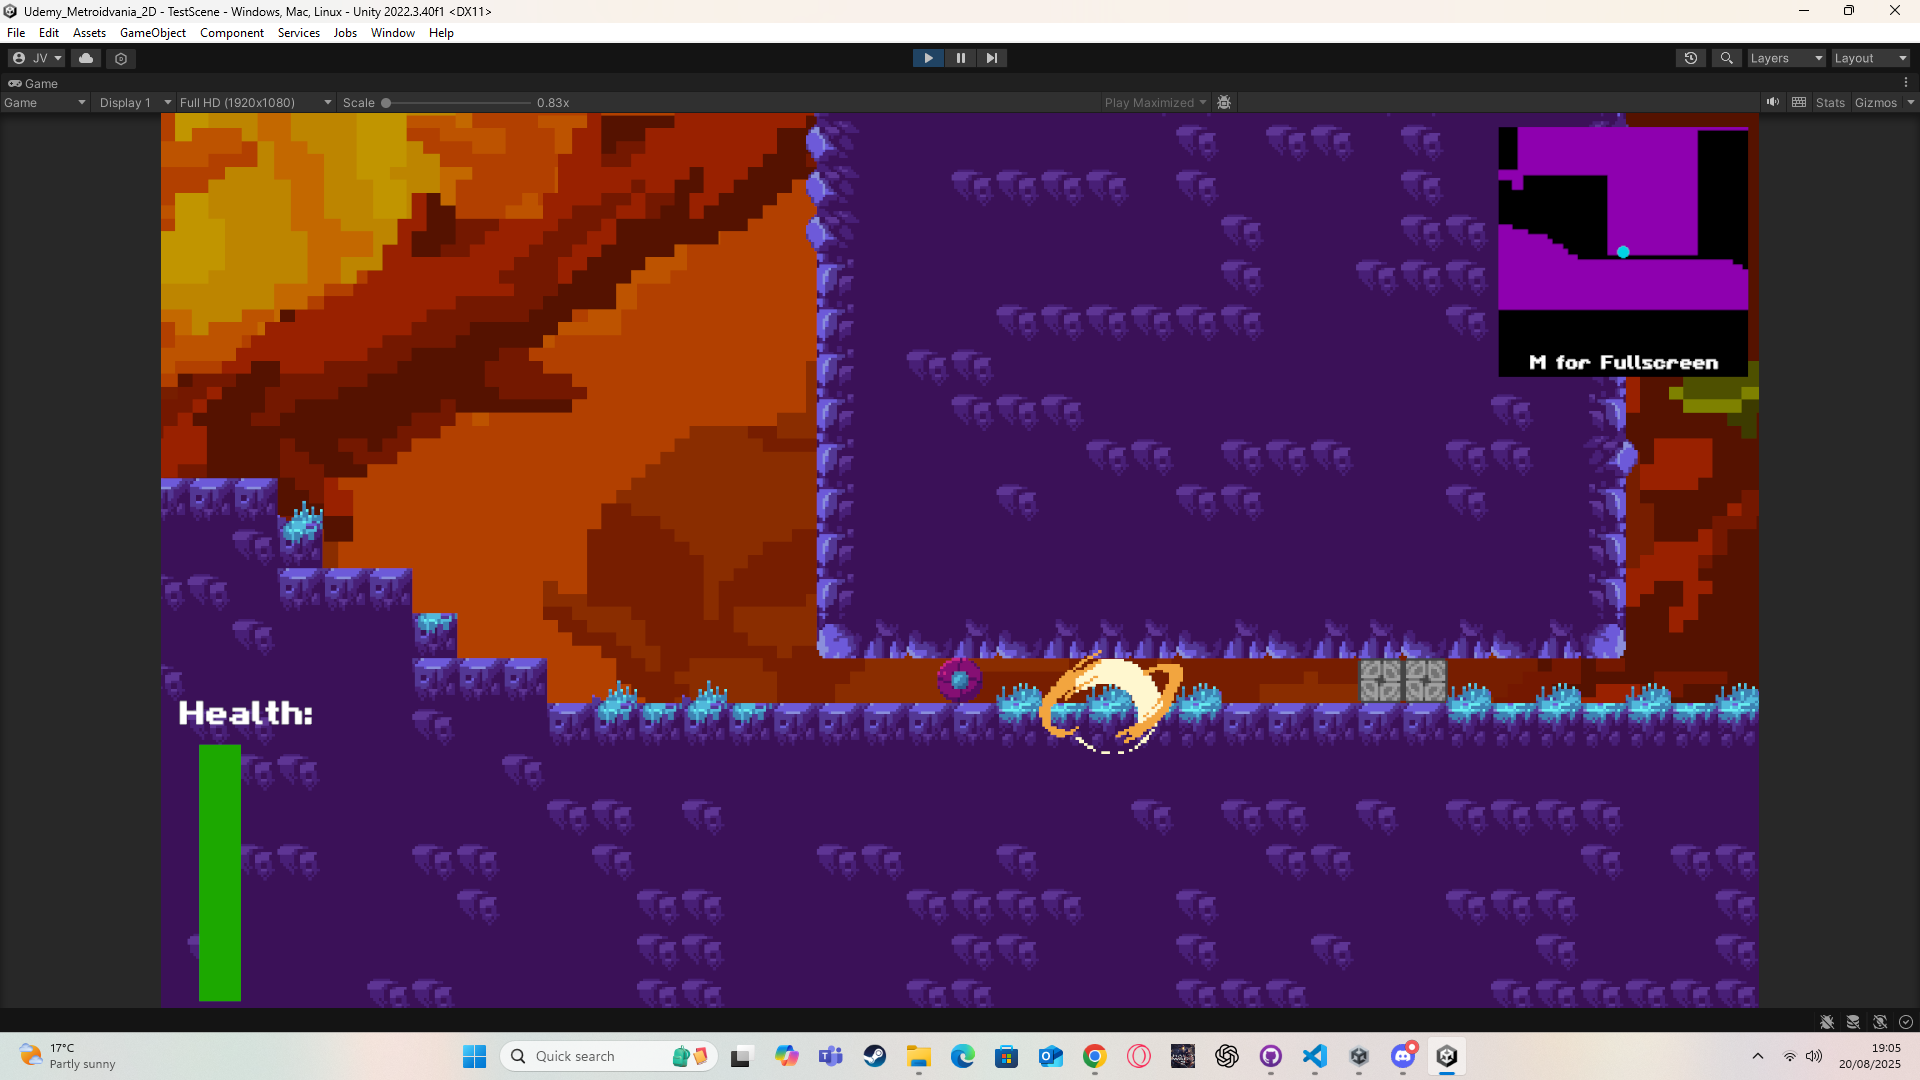 Udemy_Metroidvania_2D - TestScene - Windows, Mac, Linux - Unity 2022.3.40f1 <DX11>
File Edit Assets GameObject Component Services Jobs Window Help
JV Layers Layout
Game
Game Display 1 Full HD (1920x1080) Scale 0.83x Play Maximized Stats Gizmos
M for Fullscreen
Health:
17°C
Partly sunny
Quick search
19:05
20/08/2025